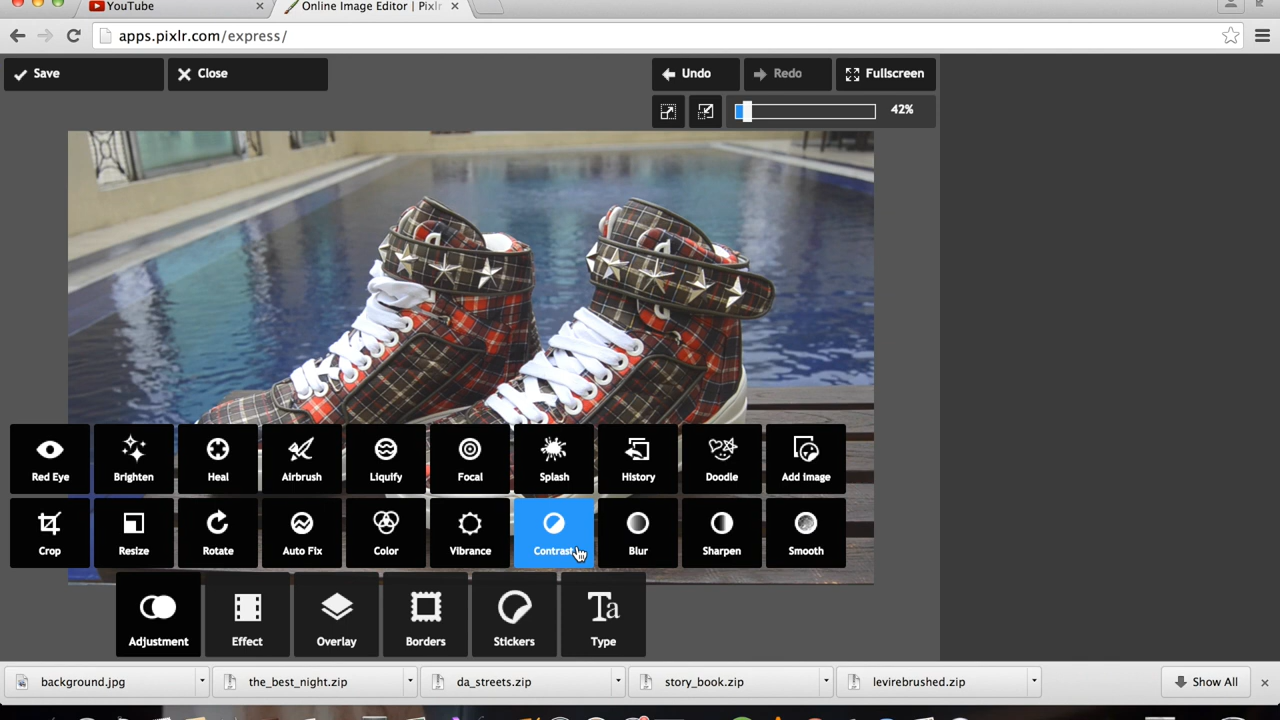 YouTube
Online Image Editor | Pixlr
apps.pixlr.com/express/
Save
Close
Undo
Redo
Fullscreen
42%
Red Eye
Brighten
Heal
Airbrush
Liquify
Focal
Splash
History
Doodle
Add image
Crop
Resize
Rotate
Auto Fix
Color
Vibrance
Contrast
Blur
Sharpen
Smooth
Adjustment
Effect
Overlay
Borders
Stickers
Ta
Type
background.jpg
the_best_night.zip
da_streets.zip
story_book.zip
levirebrushed.zip
Show All